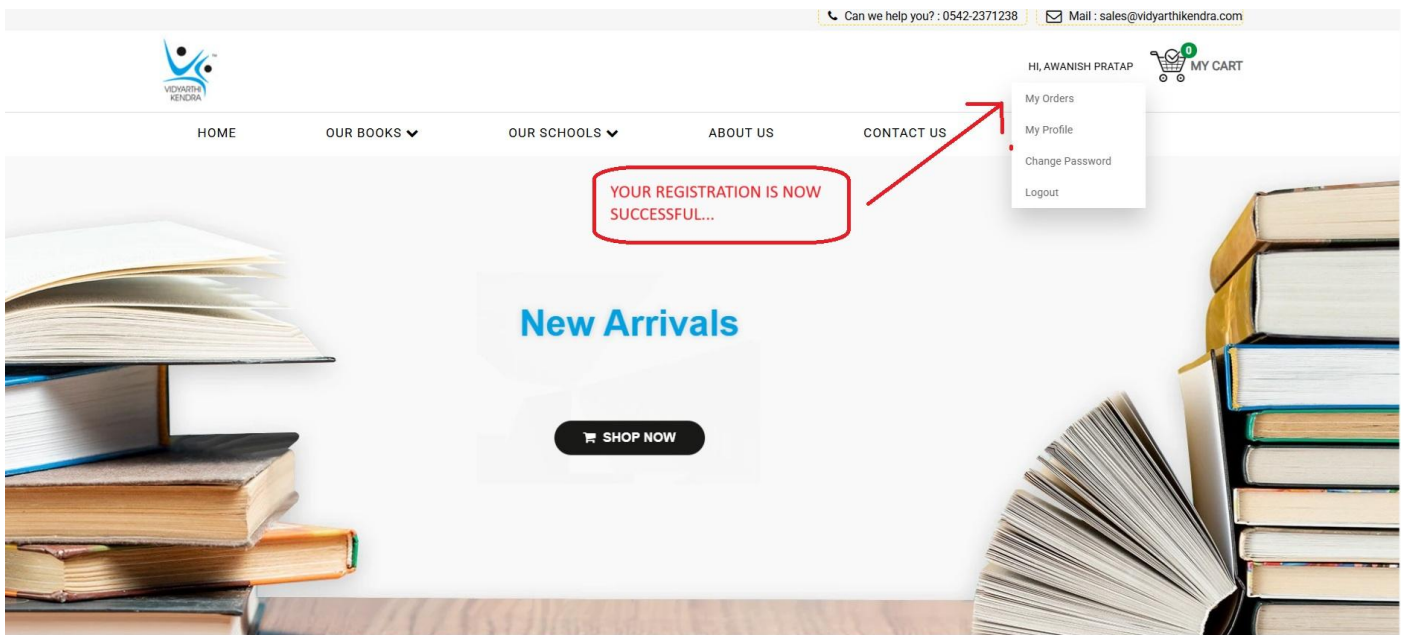 Can we help you? : 0542-2371238 Mail : sales@vidyarthikendra.com
VIDYARTHI
KENDRA
TM
HI, AWANISH PRATAP 0 MY CART
My Orders
My Profile
Change Password
Logout
HOME OUR BOOKS OUR SCHOOLS ABOUT US CONTACT US
YOUR REGISTRATION IS NOW
SUCCESSFUL...
New Arrivals
SHOP NOW